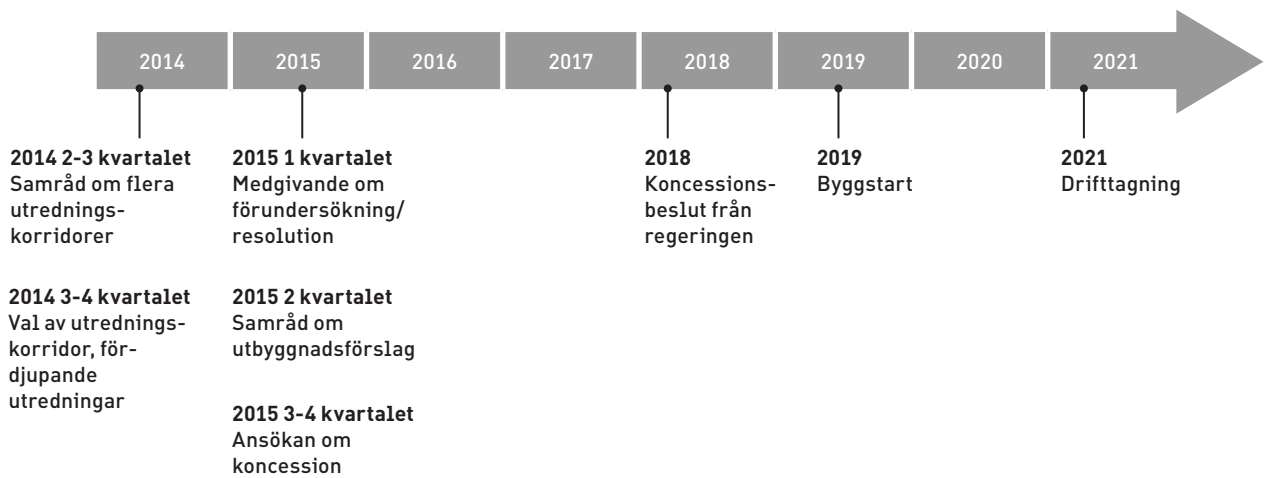 2014 2015 2016 2017 2018 2019 2020 2021
2014 2-3 kvartalet
Samråd om flera
utrednings-
korridorer
2014 3-4 kvartalet
Val av utrednings-
korridor, för-
djupande
utredningar
2015 1 kvartalet
Medgivande om
förundersökning/
resolution
2015 2 kvartalet
Samråd om
utbyggnadsförslag
2015 3-4 kvartalet
Ansökan om
koncession
2018
Koncessions-
beslut från
regeringen
2019
Byggstart
2021
Drifttagning